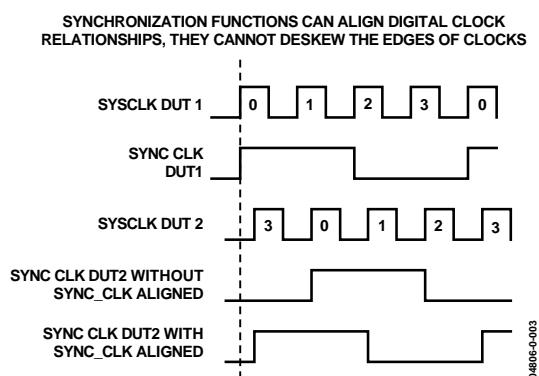 SYNCHRONIZATION FUNCTIONS CAN ALIGN DIGITAL CLOCK
RELATIONSHIPS, THEY CANNOT DESKEW THE EDGES OF CLOCKS
SYSCLK DUT 1
0 1 2 3 0
SYNC CLK
DUT1
SYSCLK DUT 2
3 0 1 2 3
SYNC CLK DUT2 WITHOUT
SYNC_CLK ALIGNED
SYNC CLK DUT2 WITH
SYNC_CLK ALIGNED
04806-0-003